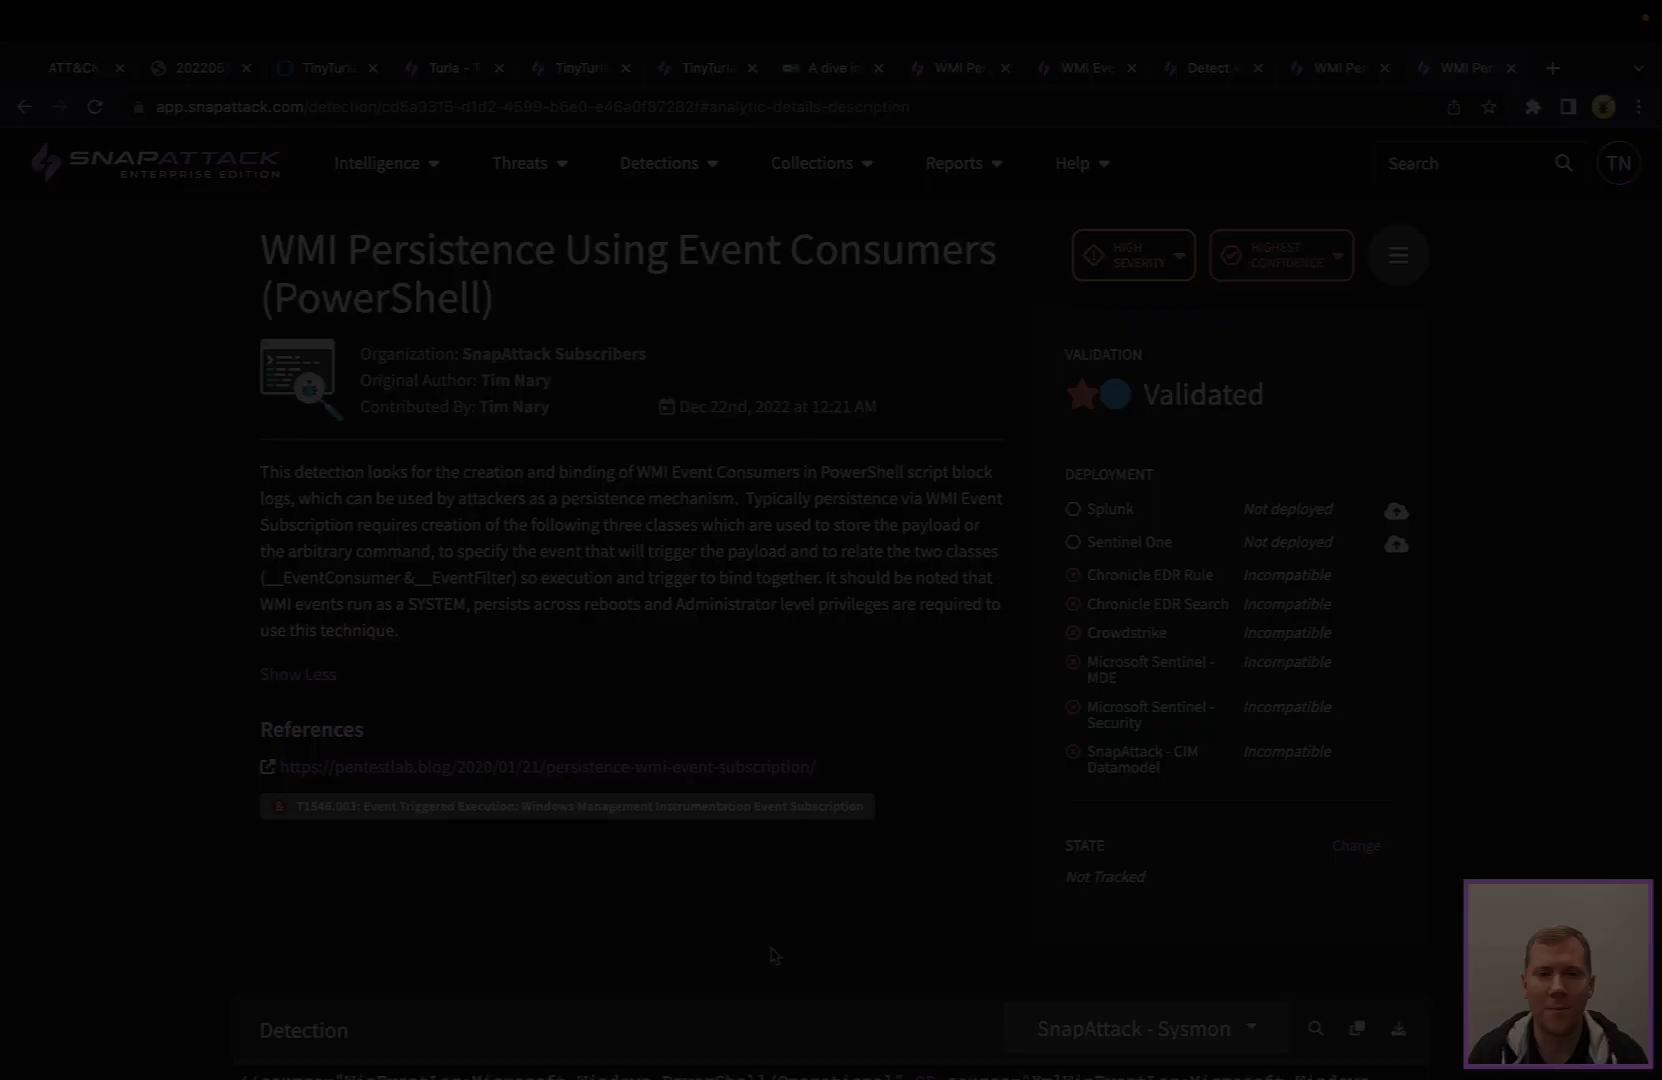 ATT&CK
202205
TinyTurla
Turla - T
TinyTurl
TinyTurl
A dive in
WMI Per
WMI Eve
Detect
WMI Per
WMI Per
app.snapattack.com/detection/cd5a9315-d1d2-4599-b6e0-e46a0f87282f#analytic-details-description
SNAPATTACK
ENTERPRISE EDITION
Intelligence
Threats
Detections
Collections
Reports
Help
Search
TN
WMI Persistence Using Event Consumers
(PowerShell)
HIGH
SEVERITY
HIGHEST
CONFIDENCE
Organization: SnapAttack Subscribers
Original Author: Tim Nary
Contributed By: Tim Nary
Dec 22nd, 2022 at 12:21 AM
This detection looks for the creation and binding of WMI Event Consumers in PowerShell script block
logs, which can be used by attackers as a persistence mechanism. Typically persistence via WMI Event
Subscription requires creation of the following three classes which are used to store the payload or
the arbitrary command, to specify the event that will trigger the payload and to relate the two classes
(__EventConsumer &__EventFilter) so execution and trigger to bind together. It should be noted that
WMI events run as a SYSTEM, persists across reboots and Administrator level privileges are required to
use this technique.
Show Less
References
https://pentestlab.blog/2020/01/21/persistence-wmi-event-subscription/
T1546.003: Event Triggered Execution: Windows Management Instrumentation Event Subscription
VALIDATION
Validated
DEPLOYMENT
Splunk Not deployed
Sentinel One Not deployed
Chronicle EDR Rule Incompatible
Chronicle EDR Search Incompatible
Crowdstrike Incompatible
Microsoft Sentinel - Incompatible
MDE
Microsoft Sentinel - Incompatible
Security
SnapAttack - CIM Incompatible
Datamodel
STATE
Change
Not Tracked
Detection
SnapAttack - Sysmon